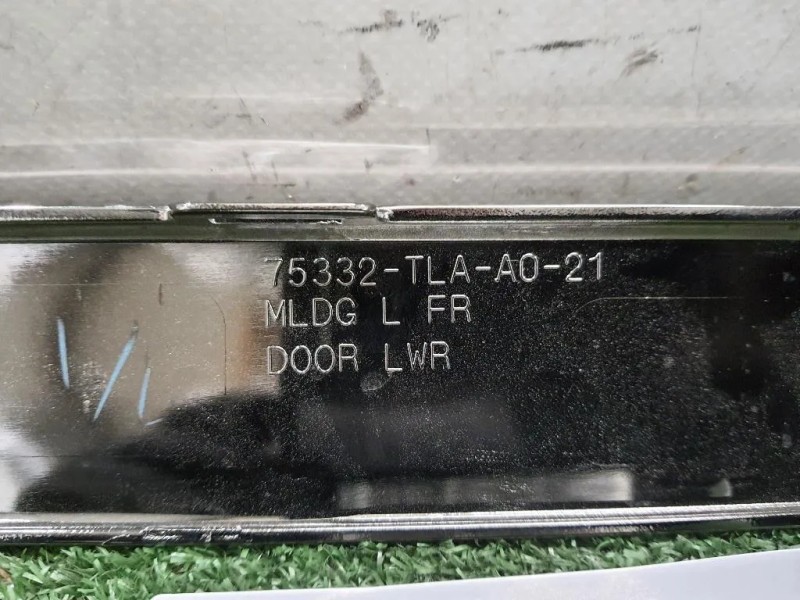 75332-TLA-A0-21
MLDG L FR
DOOR LWR